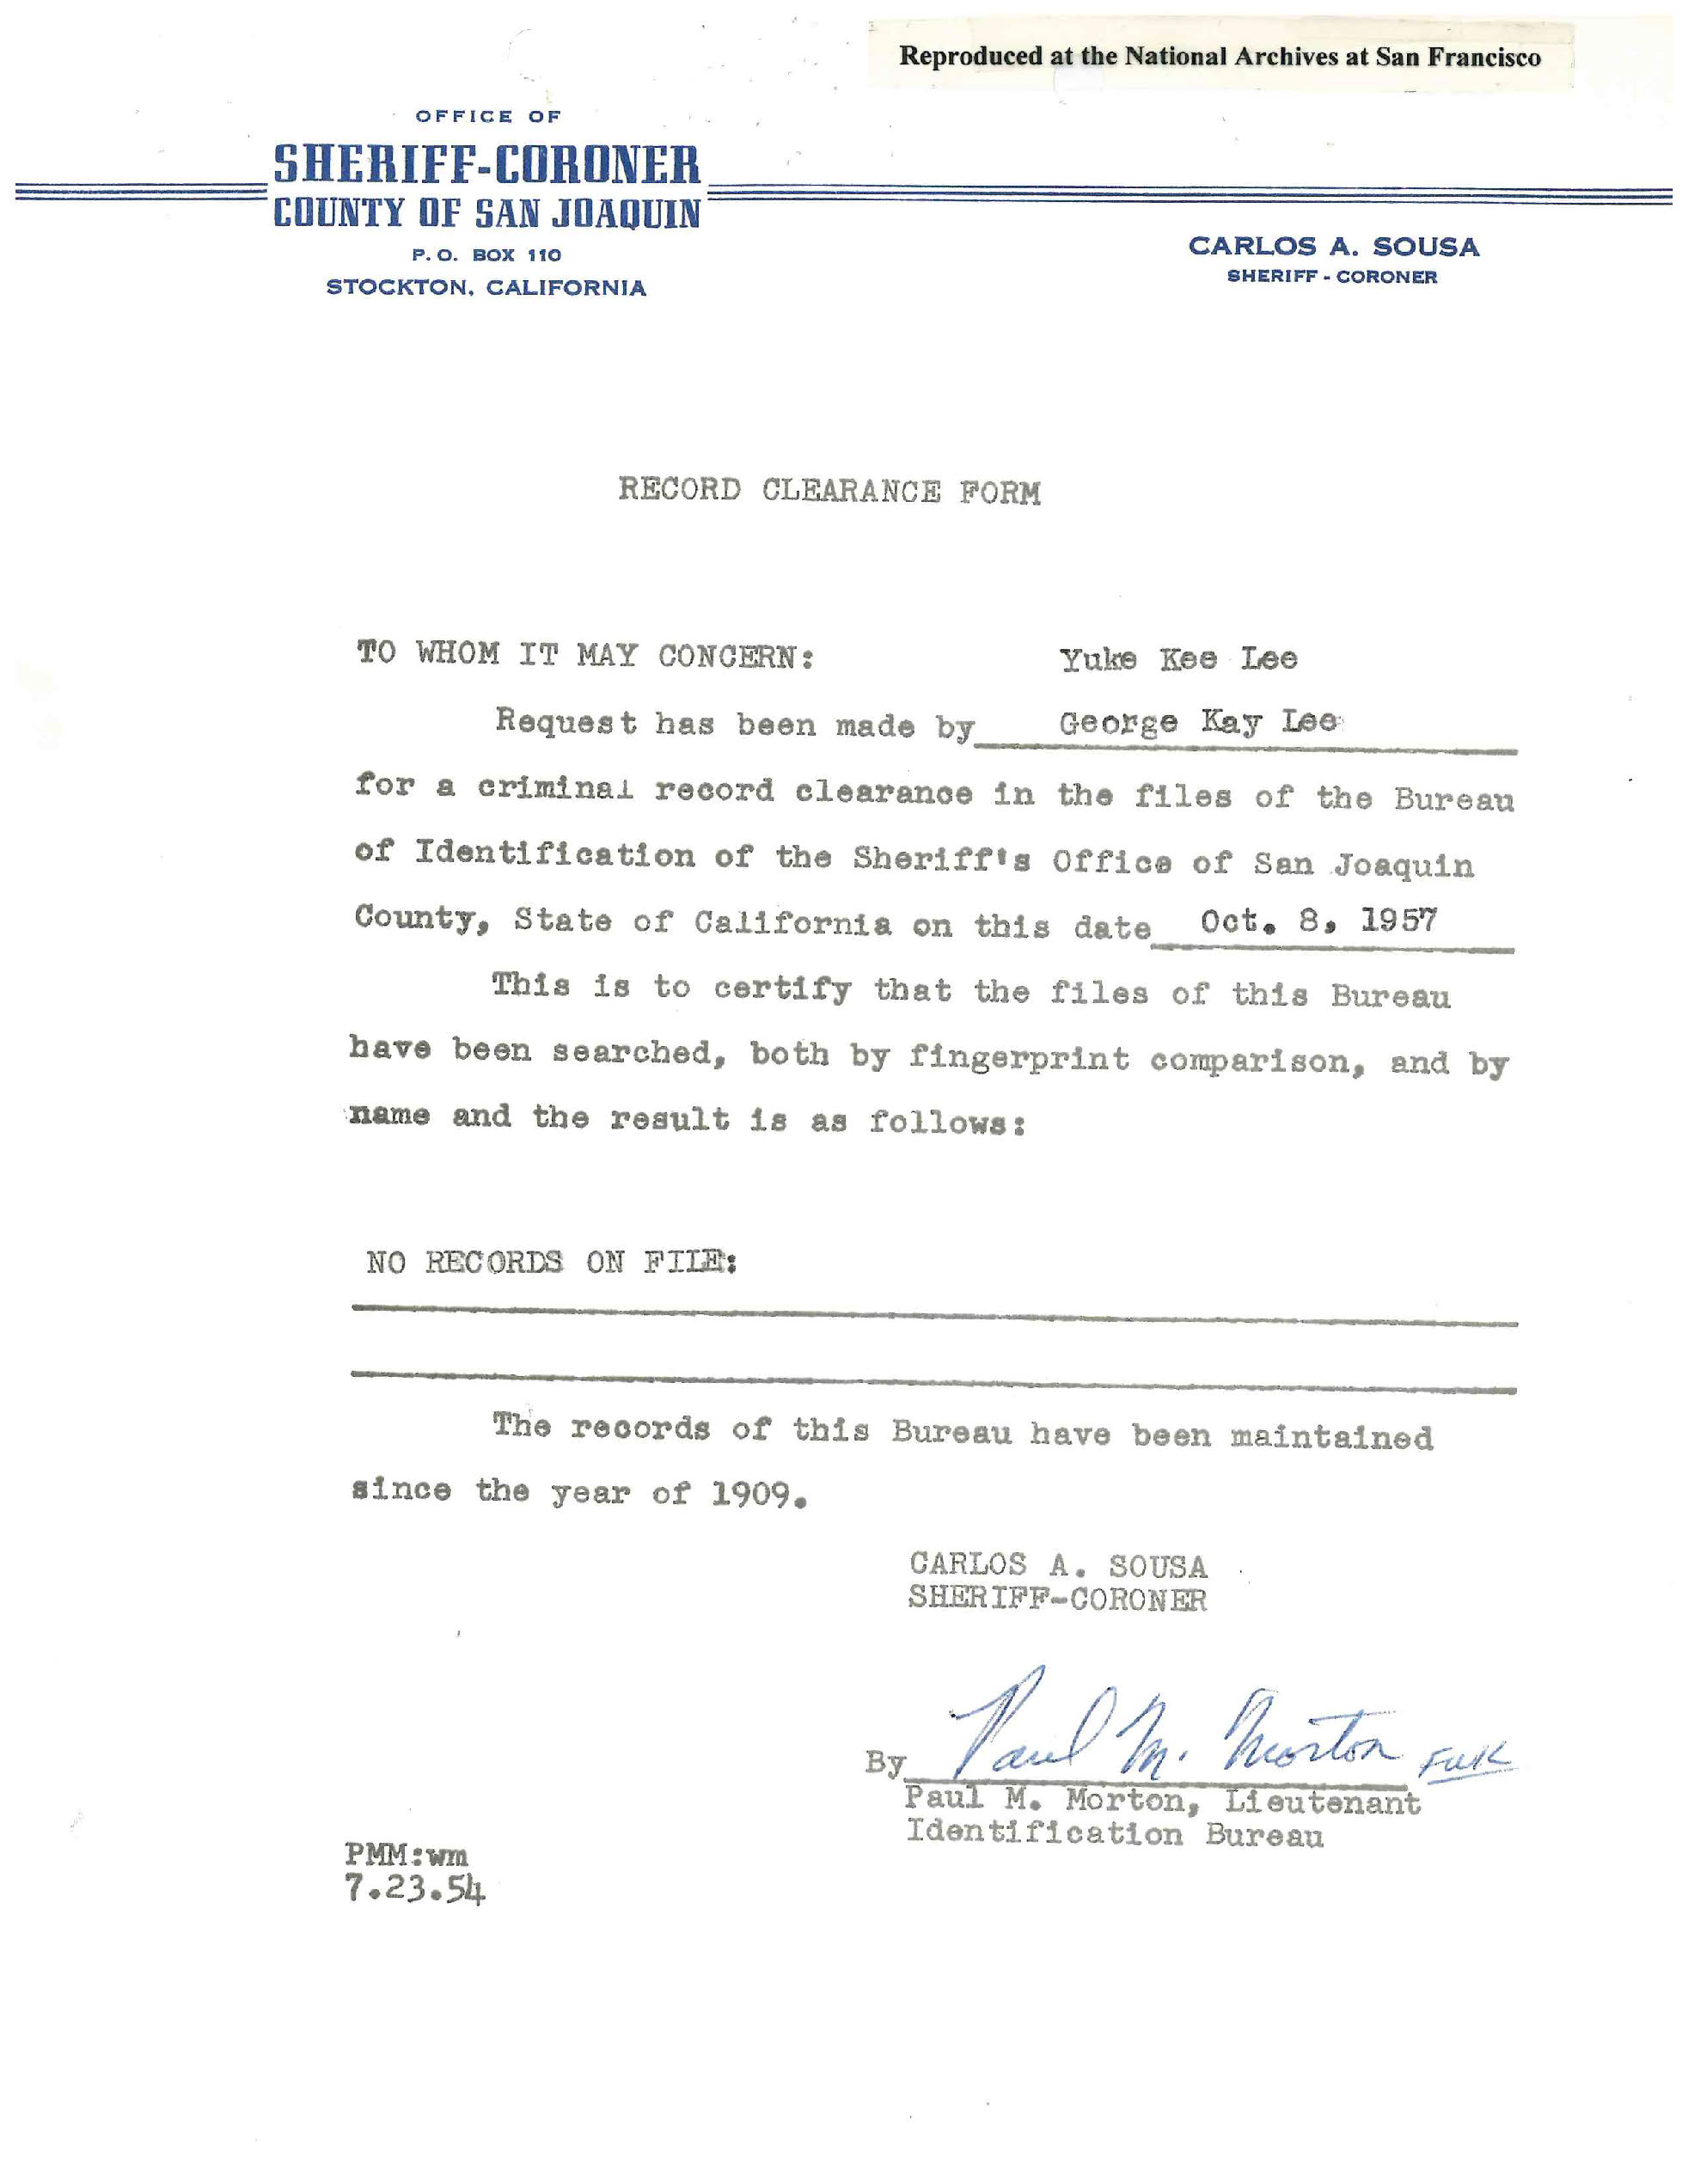 Reproduced at the National Archives at San Francisco
OFFICE OF
SHERIFF-CORONER
COUNTY OF SAN JOAQUIN
P. O. BOX 110
STOCKTON, CALIFORNIA
CARLOS A. SOUSA
SHERIFF - CORONER
RECORD CLEARANCE FORM
TO WHOM IT MAY CONCERN: Yuke Kee Lee
Request has been made by George Kay Lee
for a criminal record clearance in the files of the Bureau
of Identification of the Sheriff's Office of San Joaquin
County, State of California on this date Oct. 8, 1957
This is to certify that the files of this Bureau
have been searched, both by fingerprint comparison, and by
name and the result is as follows:
NO RECORDS ON FILE:
The records of this Bureau have been maintained
since the year of 1909.
CARLOS A. SOUSA
SHERIFF-CORONER
By Paul M. Morton
Paul M. Morton, Lieutenant
Identification Bureau
PMM:wm
7.23.54